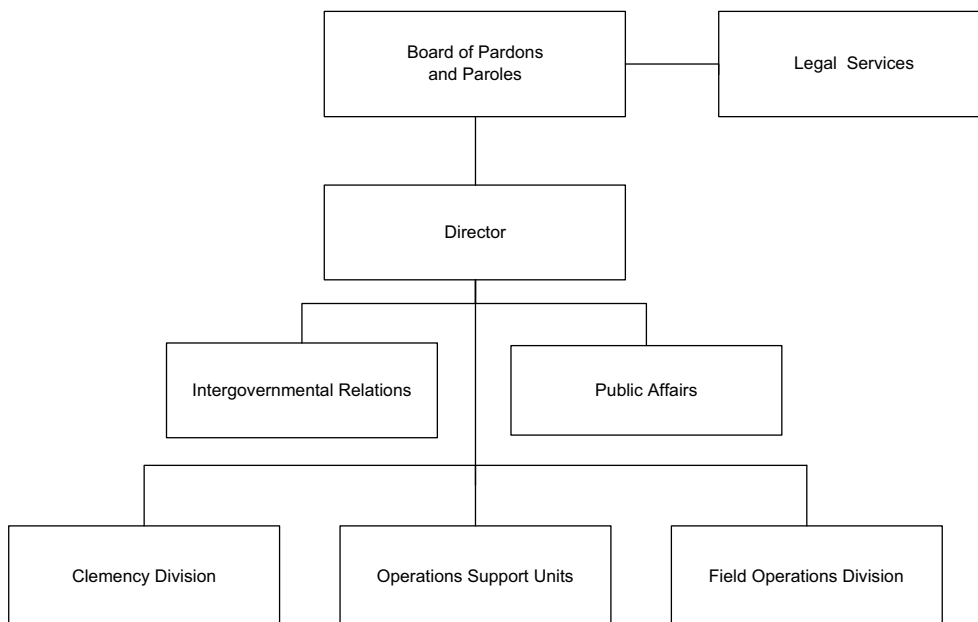 Board of Pardons
and Paroles
Legal Services
Director
Intergovernmental Relations
Public Affairs
Clemency Division
Operations Support Units
Field Operations Division